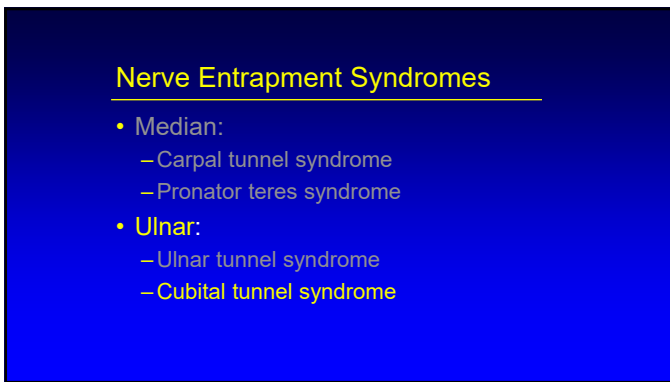 Nerve Entrapment Syndromes
• Median:
– Carpal tunnel syndrome
– Pronator teres syndrome
• Ulnar:
– Ulnar tunnel syndrome
– Cubital tunnel syndrome